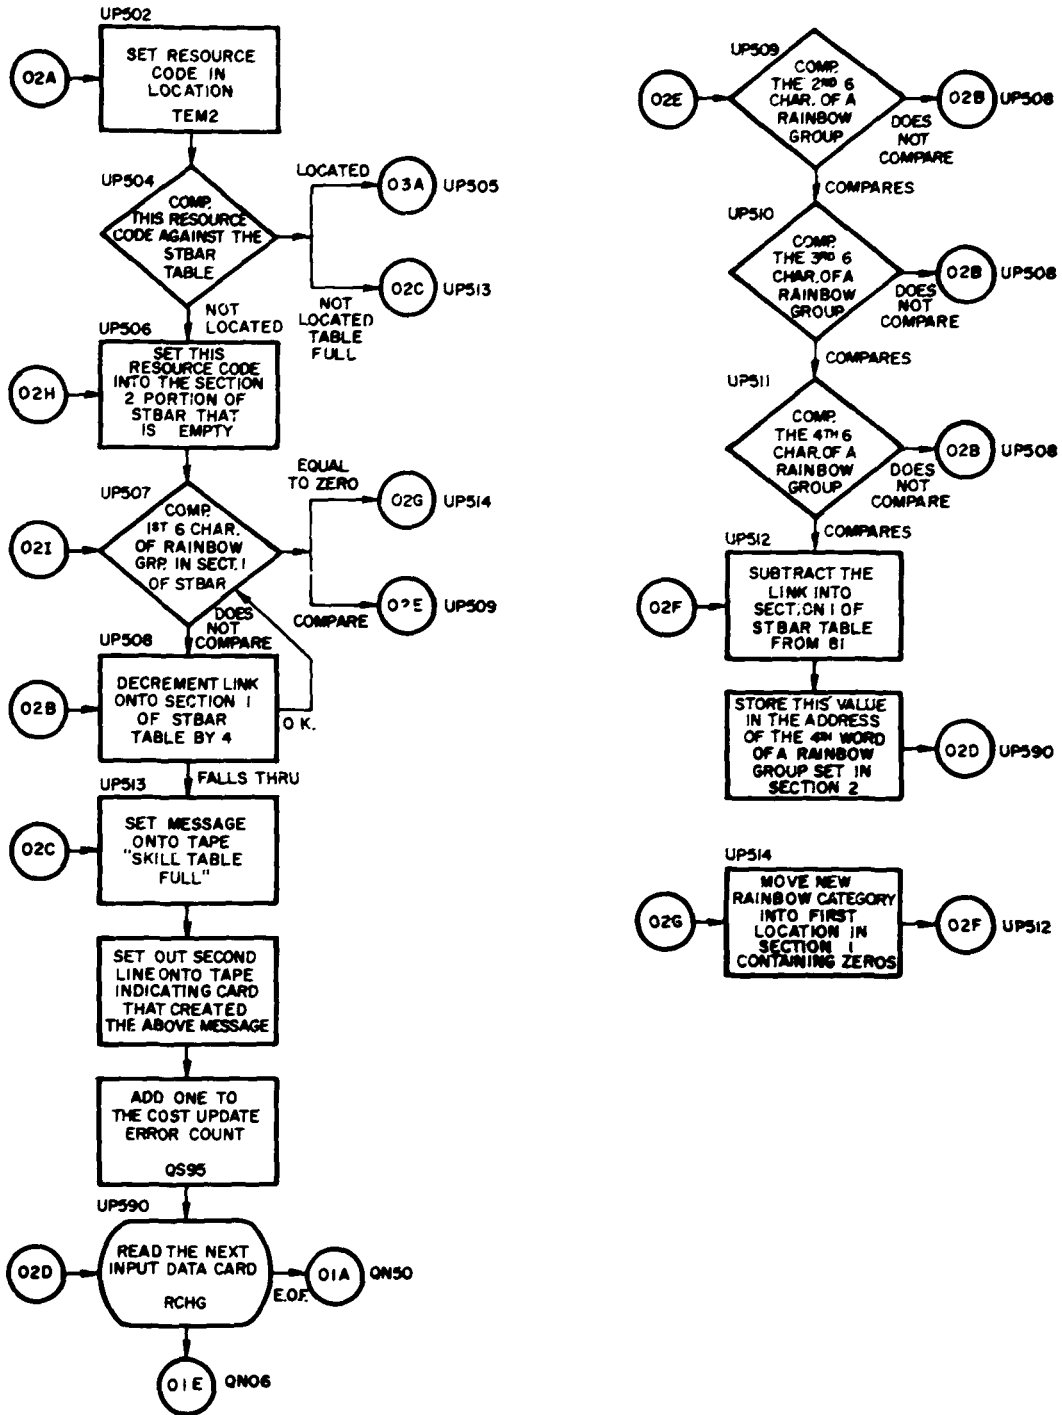 UP502
02A
SET RESOURCE
CODE IN
LOCATION
TEM2
UP504
COMP.
THIS RESOURCE
CODE AGAINST THE
STBAR
TABLE
LOCATED
03A
UP505
02C
UP513
NOT
LOCATED
TABLE
FULL
NOT
LOCATED
UP506
02H
SET THIS
RESOURCE CODE
INTO THE SECTION
2 PORTION OF
STBAR THAT
IS EMPTY
UP507
02I
COMP.
1ST 6 CHAR.
OF RAINBOW
GRP. IN SECT. 1
OF STBAR
EQUAL
TO ZERO
02G
UP514
COMPARE
02E
UP509
DOES
NOT
COMPARE
UP508
02B
DECREMENT LINK
ONTO SECTION 1
OF STBAR
TABLE BY 4
O K.
FALLS THRU
UP513
02C
SET MESSAGE
ONTO TAPE
"SKILL TABLE
FULL"
SET OUT SECOND
LINE ONTO TAPE
INDICATING CARD
THAT CREATED
THE ABOVE MESSAGE
ADD ONE TO
THE COST UPDATE
ERROR COUNT
QS95
UP590
02D
READ THE NEXT
INPUT DATA CARD
RCHG
E.O.F.
01A
QN50
01E
QN06
UP509
02E
COMP.
THE 2ND 6
CHAR. OF A
RAINBOW
GROUP
02B
UP508
DOES
NOT
COMPARE
COMPARES
UP510
COMP.
THE 3RD 6
CHAR. OF A
RAINBOW
GROUP
02B
UP508
DOES
NOT
COMPARE
COMPARES
UP511
COMP.
THE 4TH 6
CHAR. OF A
RAINBOW
GROUP
02B
UP508
DOES
NOT
COMPARE
COMPARES
UP512
02F
SUBTRACT THE
LINK INTO
SECTION 1 OF
STBAR TABLE
FROM B1
STORE THIS VALUE
IN THE ADDRESS
OF THE 4TH WORD
OF A RAINBOW
GROUP SET IN
SECTION 2
02D
UP590
UP514
02G
MOVE NEW
RAINBOW CATEGORY
INTO FIRST
LOCATION IN
SECTION 1
CONTAINING ZEROS
02F
UP512